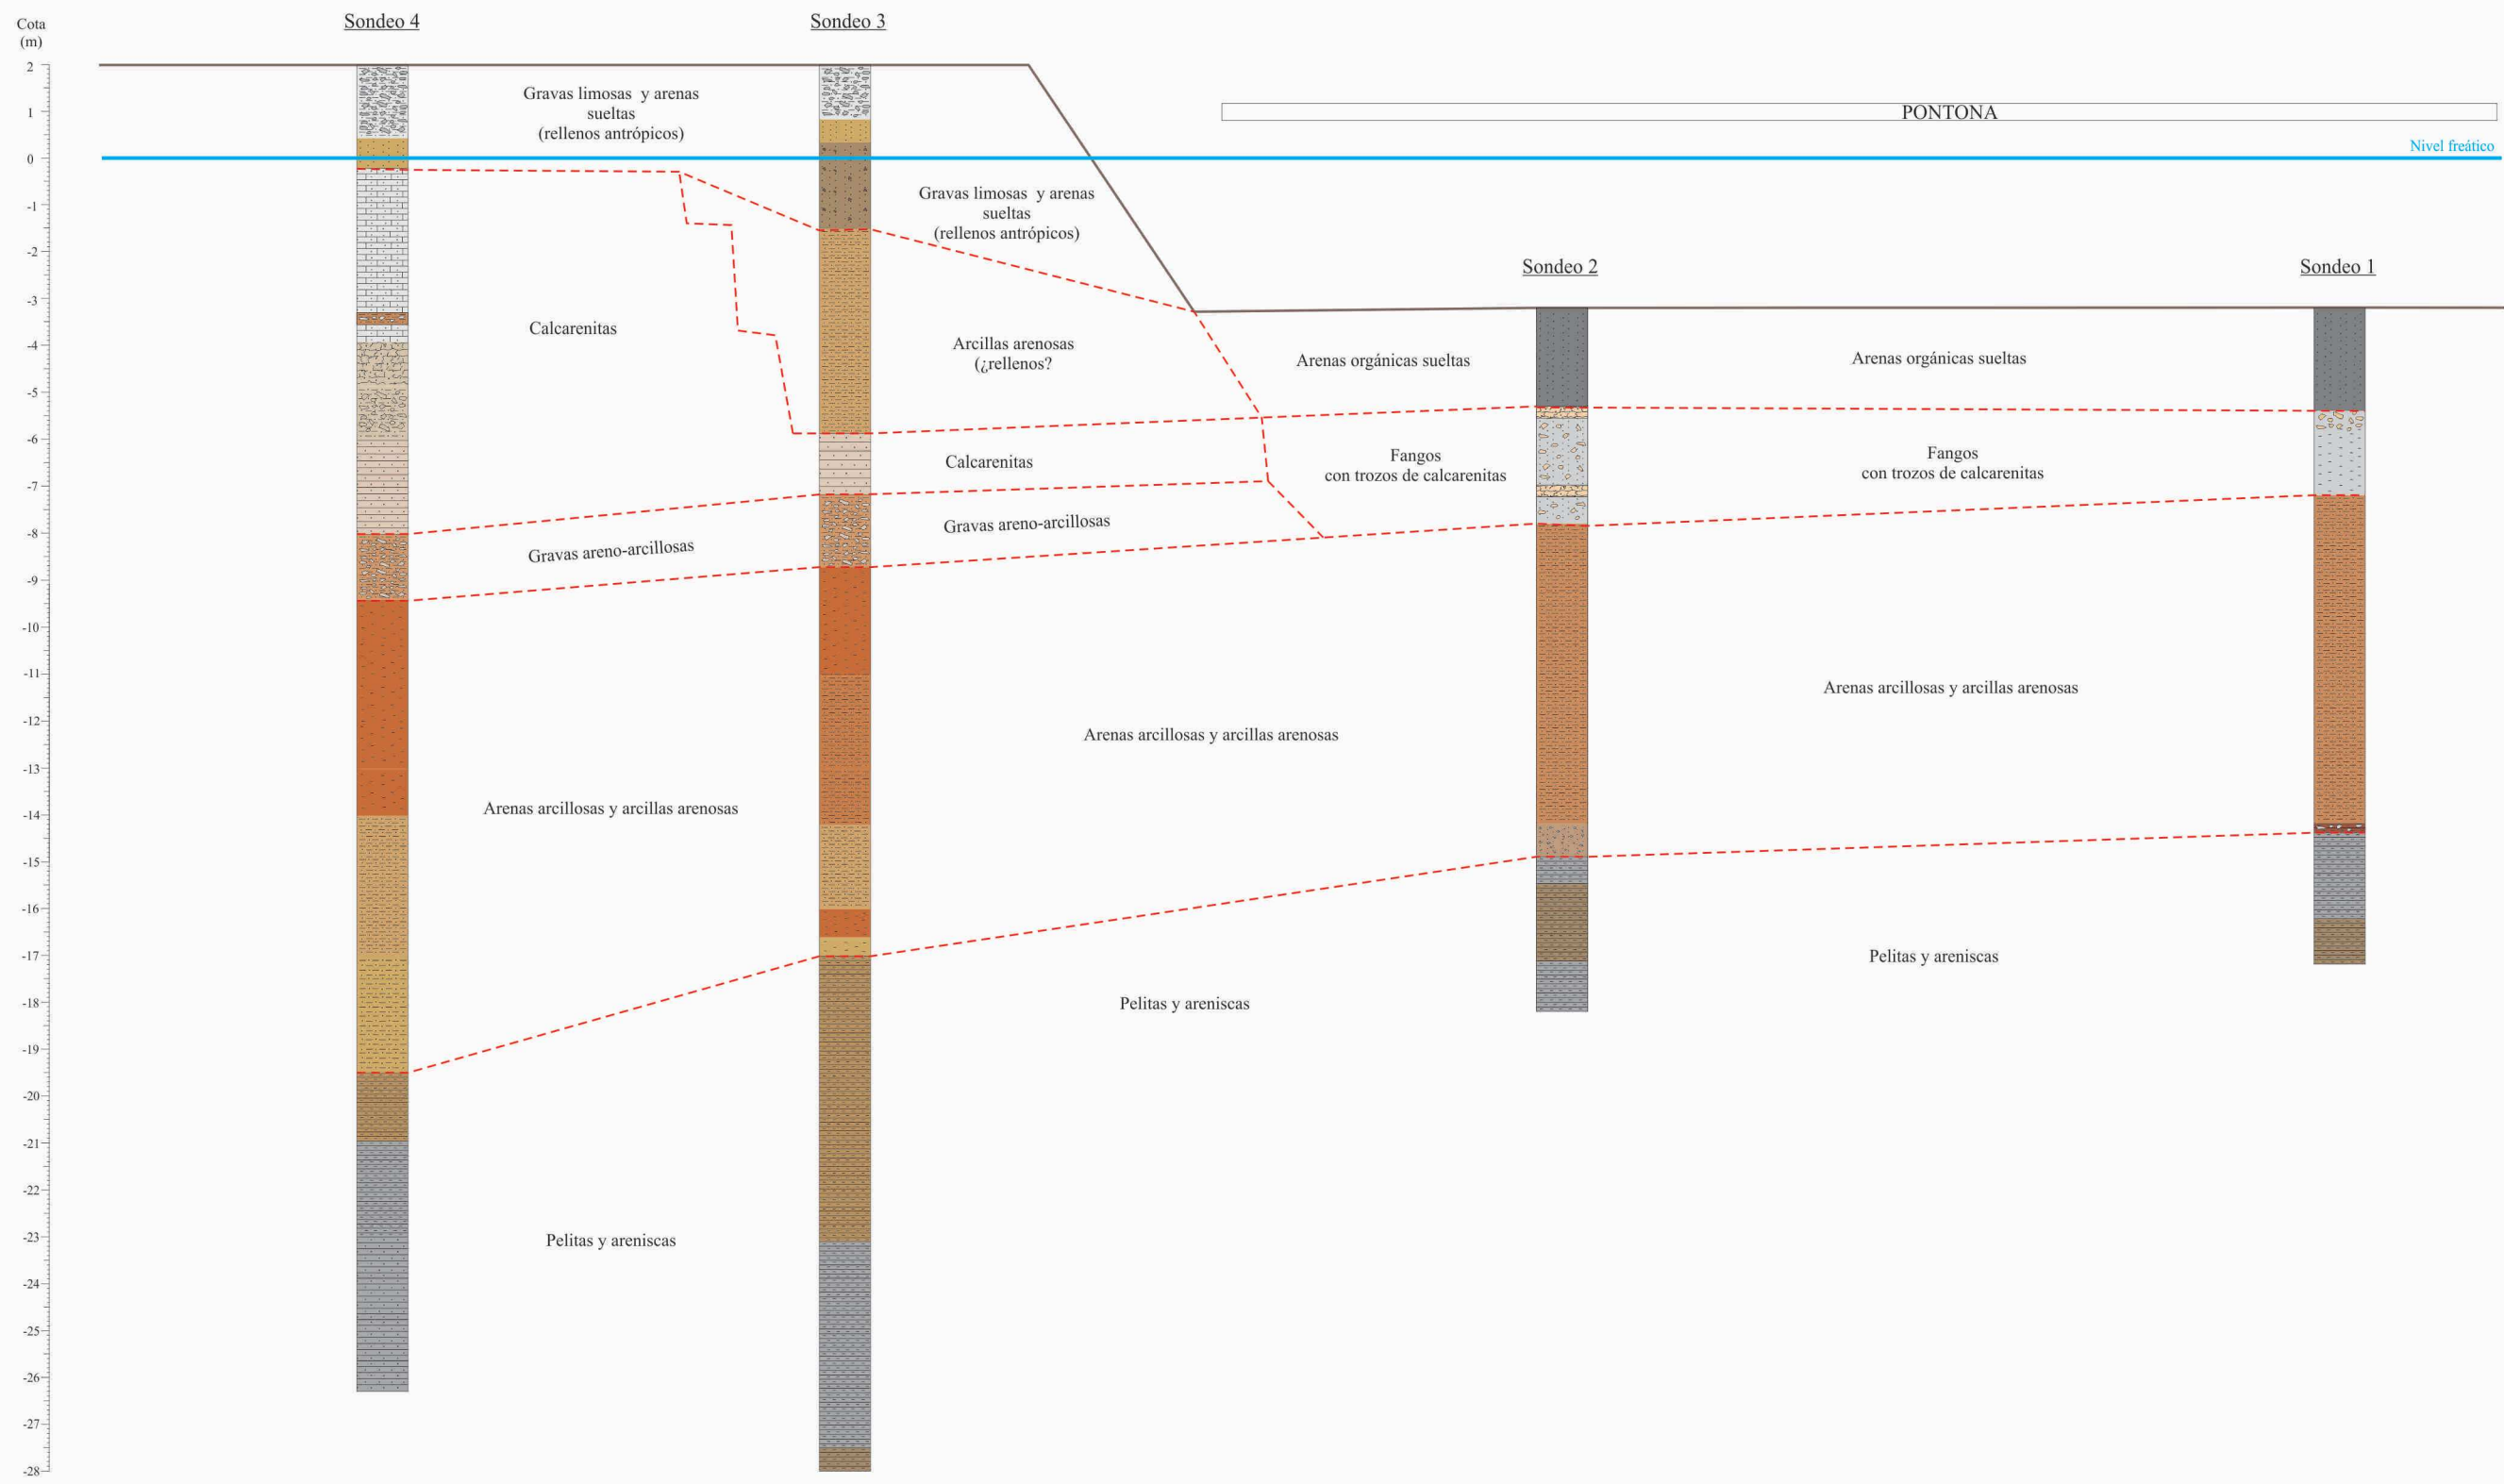 Cota
(m)
Sondeo 4
Sondeo 3
2
1
0
-1
-2
-3
-4
-5
-6
-7
-8
-9
-10
-11
-12
-13
-14
-15
-16
-17
-18
-19
-20
-21
-22
-23
-24
-25
-26
-27
-28
Gravas limosas y arenas
sueltas
(rellenos antrópicos)
PONTONA
Nivel freático
Gravas limosas y arenas
sueltas
(rellenos antrópicos)
Sondeo 2
Sondeo 1
Calcarenitas
Arcillas arenosas
(¿rellenos?
Arenas orgánicas sueltas
Arenas orgánicas sueltas
Calcarenitas
Fangos
con trozos de calcarenitas
Fangos
con trozos de calcarenitas
Gravas areno-arcillosas
Gravas areno-arcillosas
Arenas arcillosas y arcillas arenosas
Arenas arcillosas y arcillas arenosas
Arenas arcillosas y arcillas arenosas
Pelitas y areniscas
Pelitas y areniscas
Pelitas y areniscas